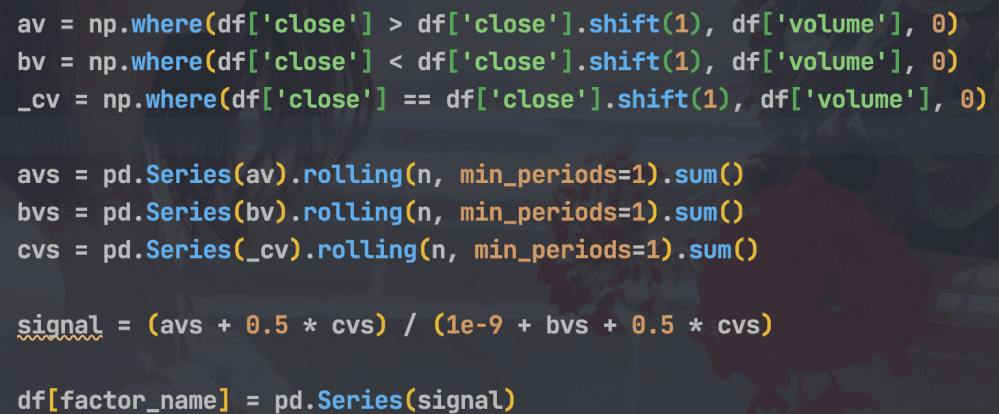 av = np.where(df['close'] > df['close'].shift(1), df['volume'], 0)
bv = np.where(df['close'] < df['close'].shift(1), df['volume'], 0)
_cv = np.where(df['close'] == df['close'].shift(1), df['volume'], 0)
avs = pd.Series(av).rolling(n, min_periods=1).sum()
bvs = pd.Series(bv).rolling(n, min_periods=1).sum()
cvs = pd.Series(_cv).rolling(n, min_periods=1).sum()
signal = (avs + 0.5 * cvs) / (1e-9 + bvs + 0.5 * cvs)
df[factor_name] = pd.Series(signal)